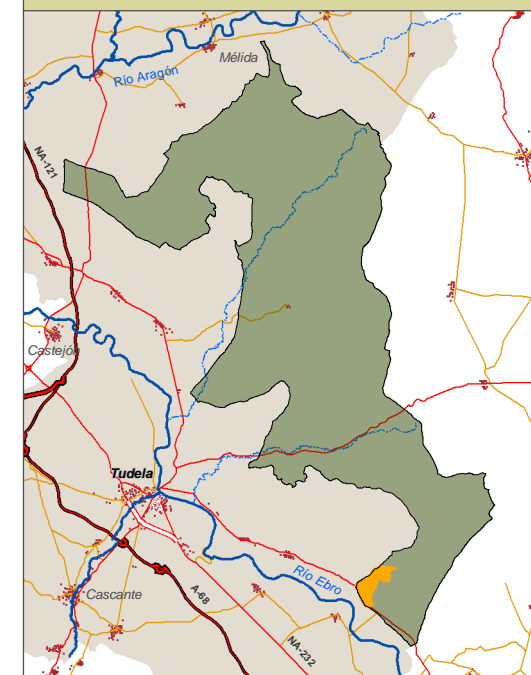 Mélida
Río Aragón
NA-121
Castejón
Tudela
Río Ebro
Cascante
A-68
NA-232